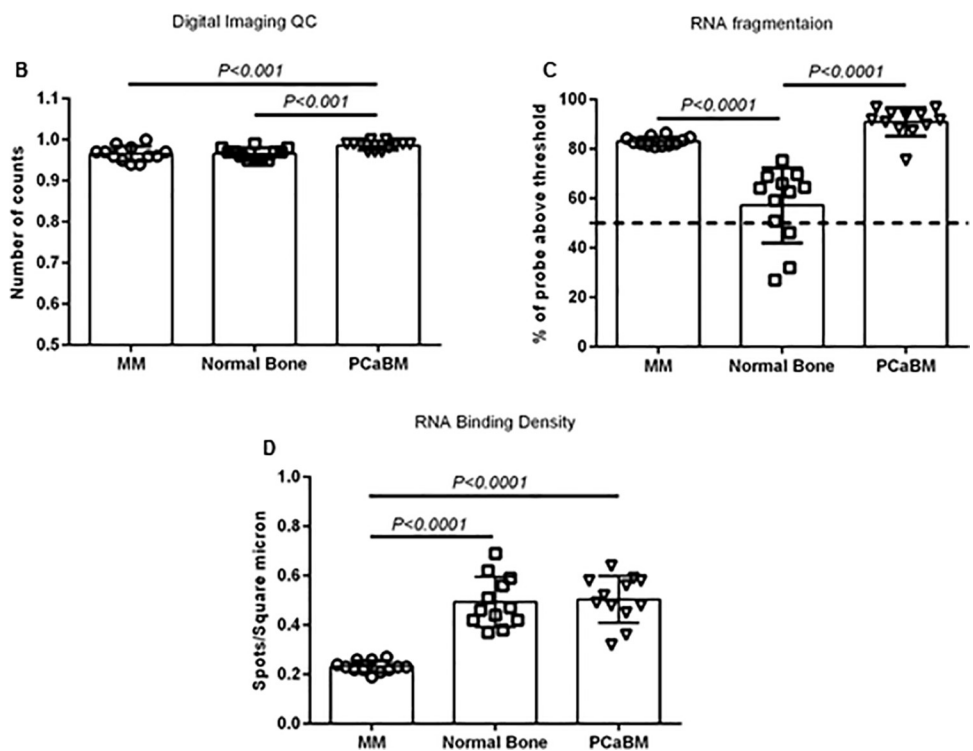 Digital Imaging QC
B
P<0.001
P<0.001
Number of counts
1.1
1.0
0.9
0.8
0.7
0.6
0.5
MM
Normal Bone
PCaBM
RNA fragmentaion
C
P<0.0001
P<0.0001
% of probe above threshold
100
80
60
40
20
0
MM
Normal Bone
PCaBM
RNA Binding Density
D
P<0.0001
P<0.0001
Spots/Square micron
1.0
0.8
0.6
0.4
0.2
0.0
MM
Normal Bone
PCaBM